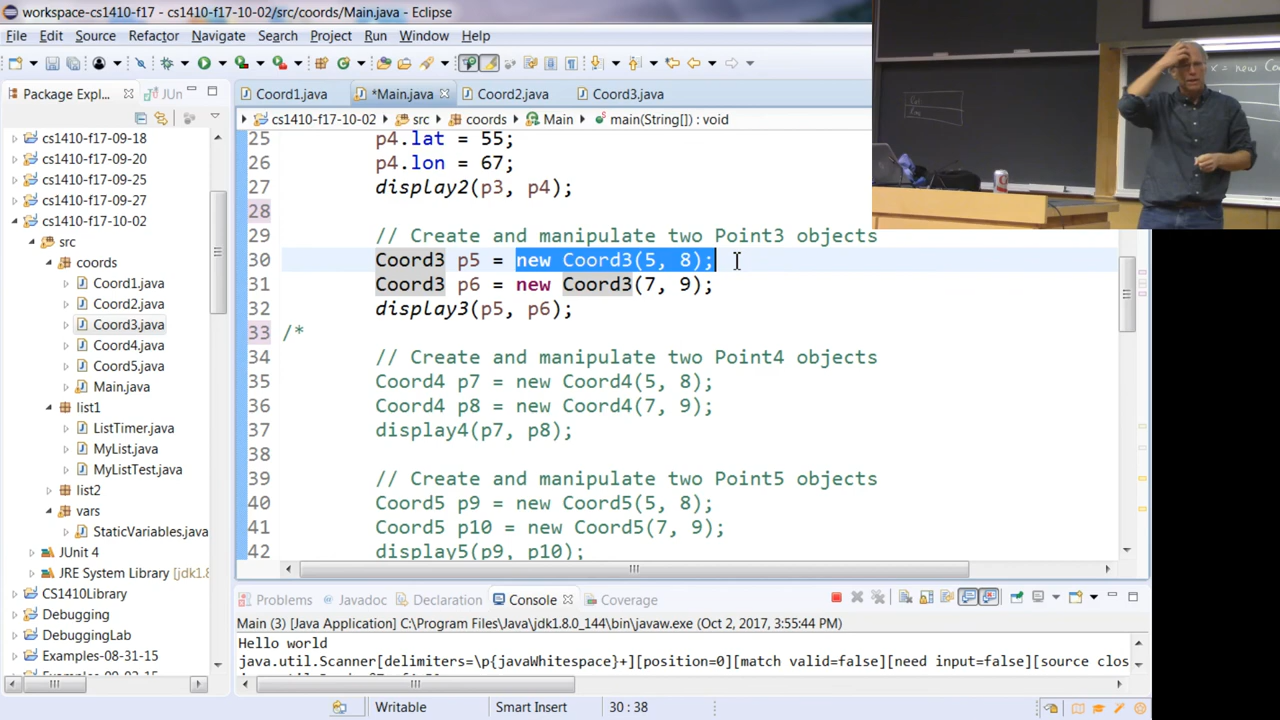 workspace-cs1410-f17 - cs1410-f17-10-02/src/coords/Main.java - Eclipse
File Edit Source Refactor Navigate Search Project Run Window Help
Package Expl... JUn
Coord1.java *Main.java Coord2.java Coord3.java
cs1410-f17-10-02 src coords Main main(String[]) : void
cs1410-f17-09-18
cs1410-f17-09-20
cs1410-f17-09-25
cs1410-f17-09-27
cs1410-f17-10-02
src
coords
Coord1.java
Coord2.java
Coord3.java
Coord4.java
Coord5.java
Main.java
list1
ListTimer.java
MyList.java
MyListTest.java
list2
vars
StaticVariables.java
JUnit 4
JRE System Library [jdk1.8
CS1410Library
Debugging
DebuggingLab
Examples-08-31-15
25 p4.lat = 55;
26 p4.lon = 67;
27 display2(p3, p4);
28
29 // Create and manipulate two Point3 objects
30 Coord3 p5 = new Coord3(5, 8);
31 Coord3 p6 = new Coord3(7, 9);
32 display3(p5, p6);
33 /*
34 // Create and manipulate two Point4 objects
35 Coord4 p7 = new Coord4(5, 8);
36 Coord4 p8 = new Coord4(7, 9);
37 display4(p7, p8);
38
39 // Create and manipulate two Point5 objects
40 Coord5 p9 = new Coord5(5, 8);
41 Coord5 p10 = new Coord5(7, 9);
42 display5(p9, p10);
Problems Javadoc Declaration Console Coverage
Main (3) [Java Application] C:\Program Files\Java\jdk1.8.0_144\bin\javaw.exe (Oct 2, 2017, 3:55:44 PM)
Hello world
java.util.Scanner[delimiters=\p{javaWhitespace}+][position=0][match valid=false][need input=false][source clos
Writable Smart Insert 30 : 38
x = new Co